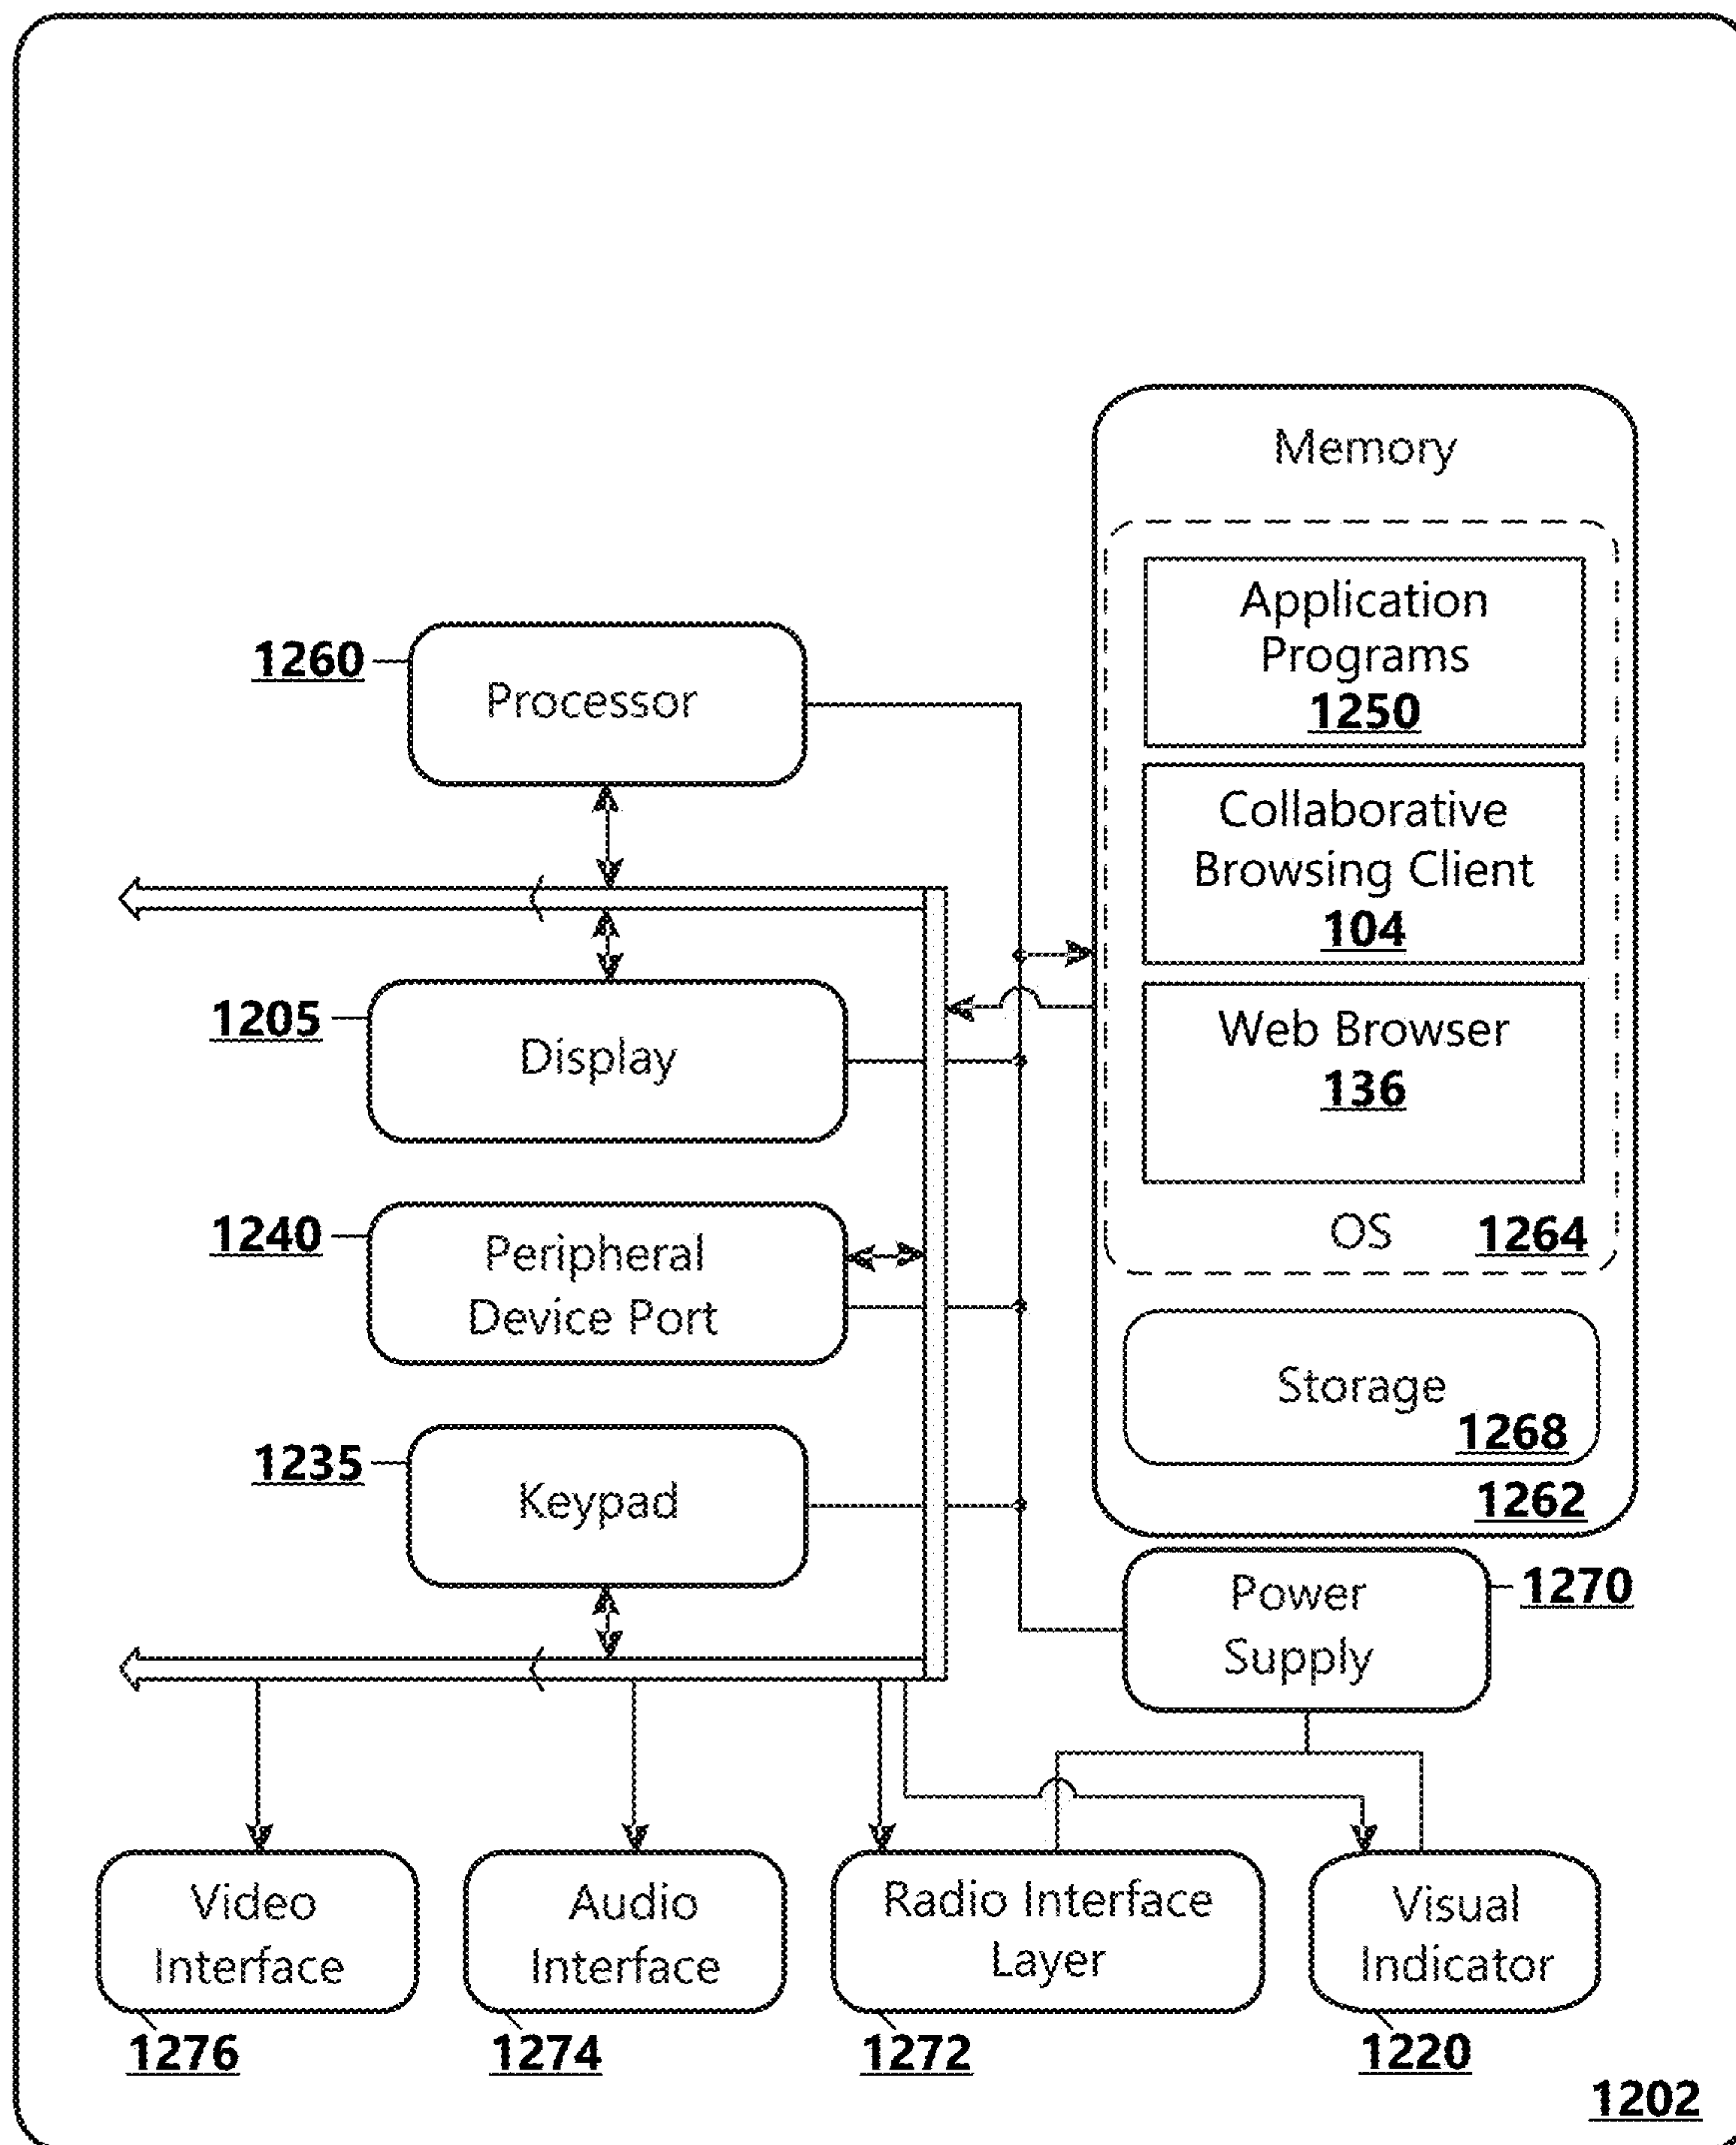 Memory
Application
Programs
1250
1260
Processor
Collaborative
Browsing Client
104
1205
Display
Web Browser
136
1240
Peripheral
Device Port
OS 1264
Storage
1268
1235
Keypad
1262
Power
Supply
1270
Video
Interface
1276
Audio
Interface
1274
Radio Interface
Layer
1272
Visual
Indicator
1220
1202